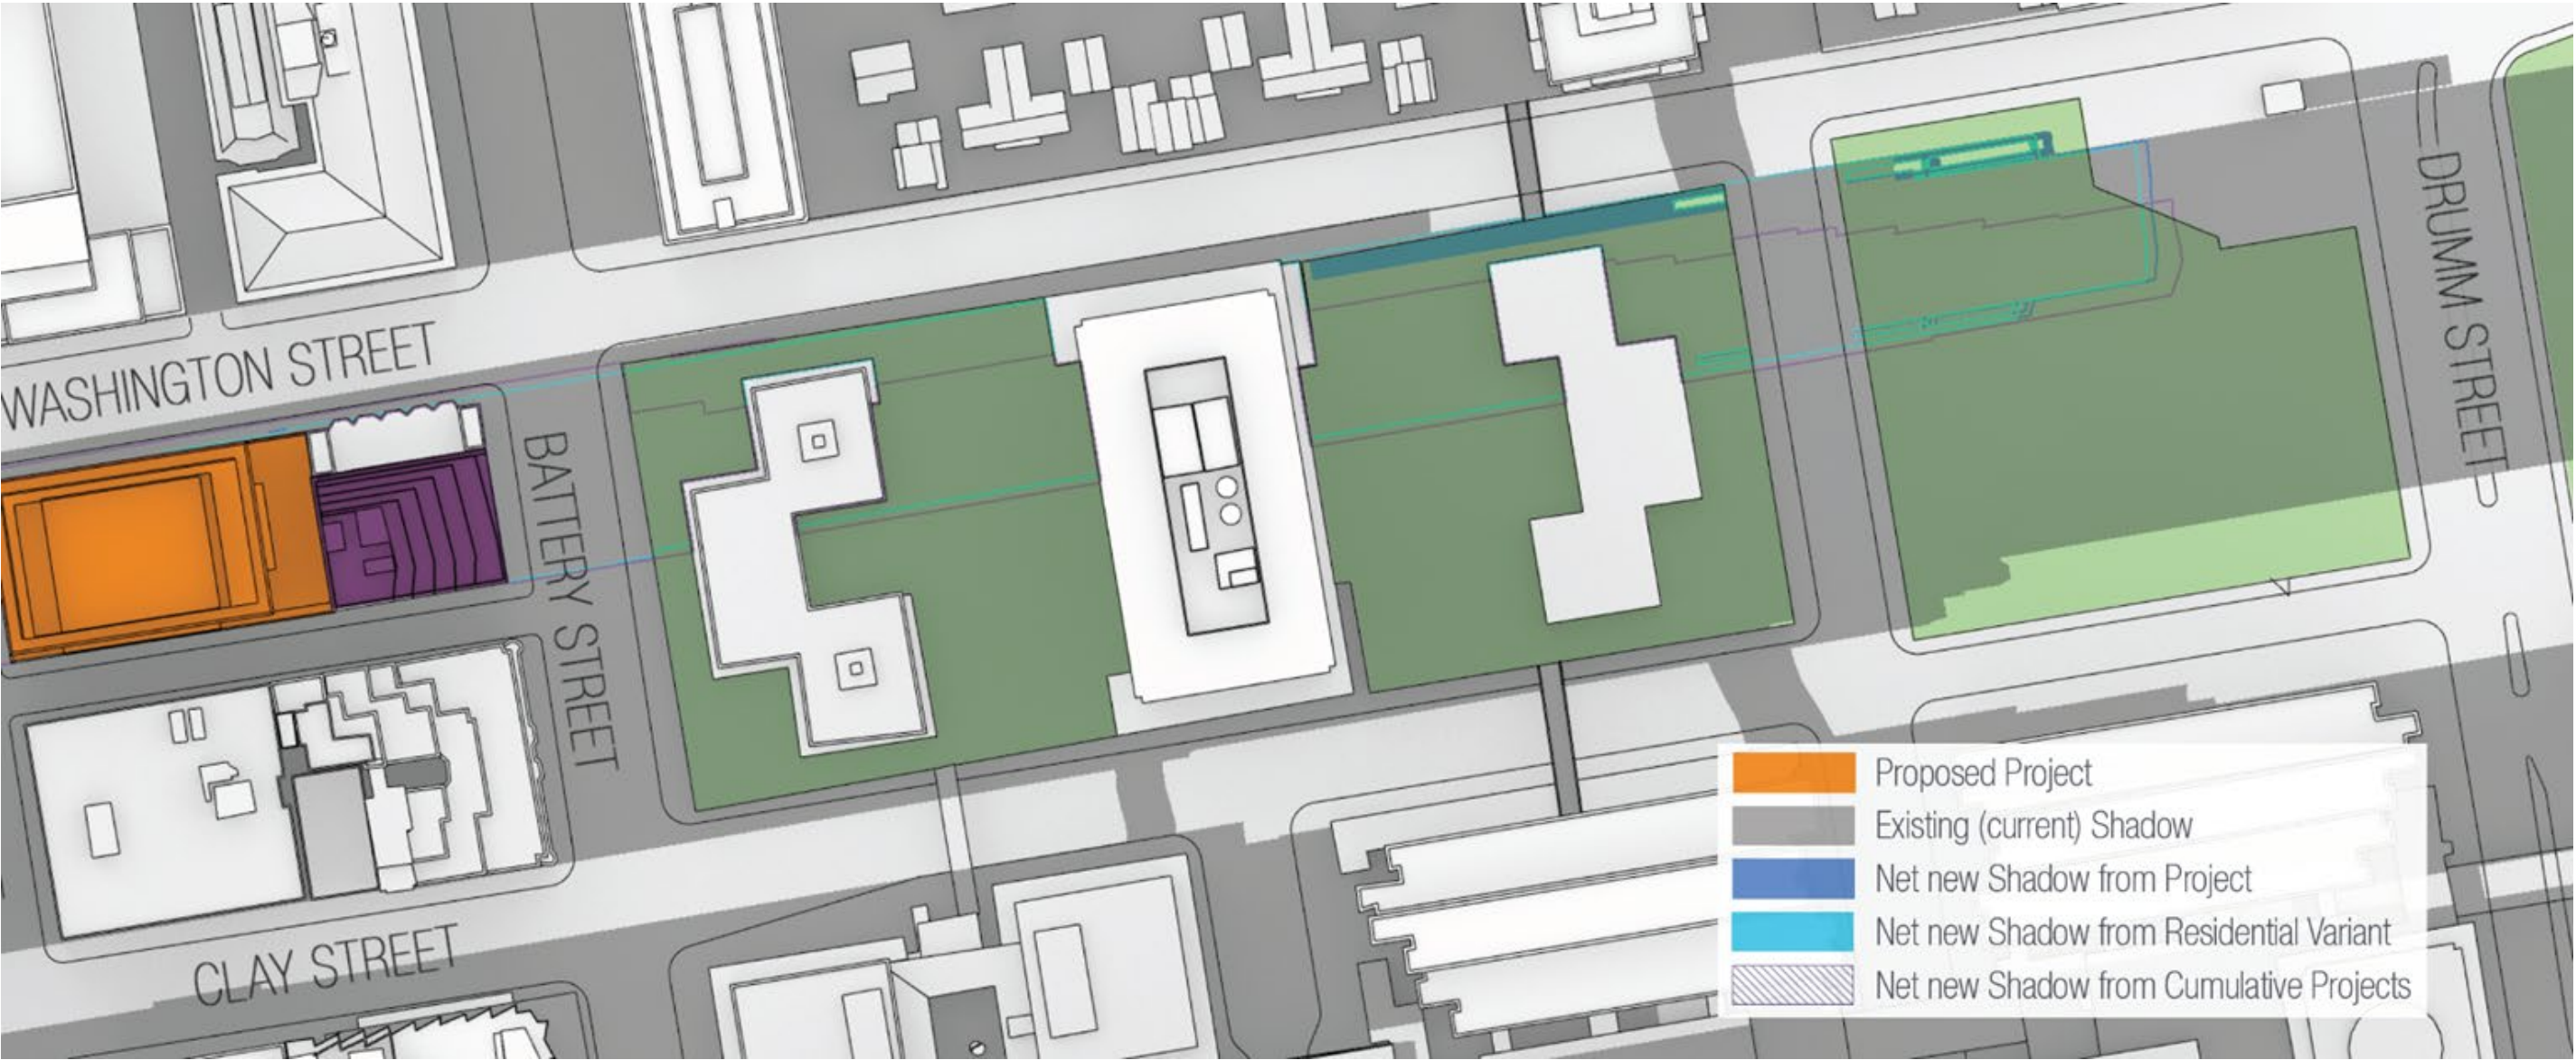 WASHINGTON STREET
BATTERY STREET
DRUMM STREET
CLAY STREET
Proposed Project
Existing (current) Shadow
Net new Shadow from Project
Net new Shadow from Residential Variant
Net new Shadow from Cumulative Projects